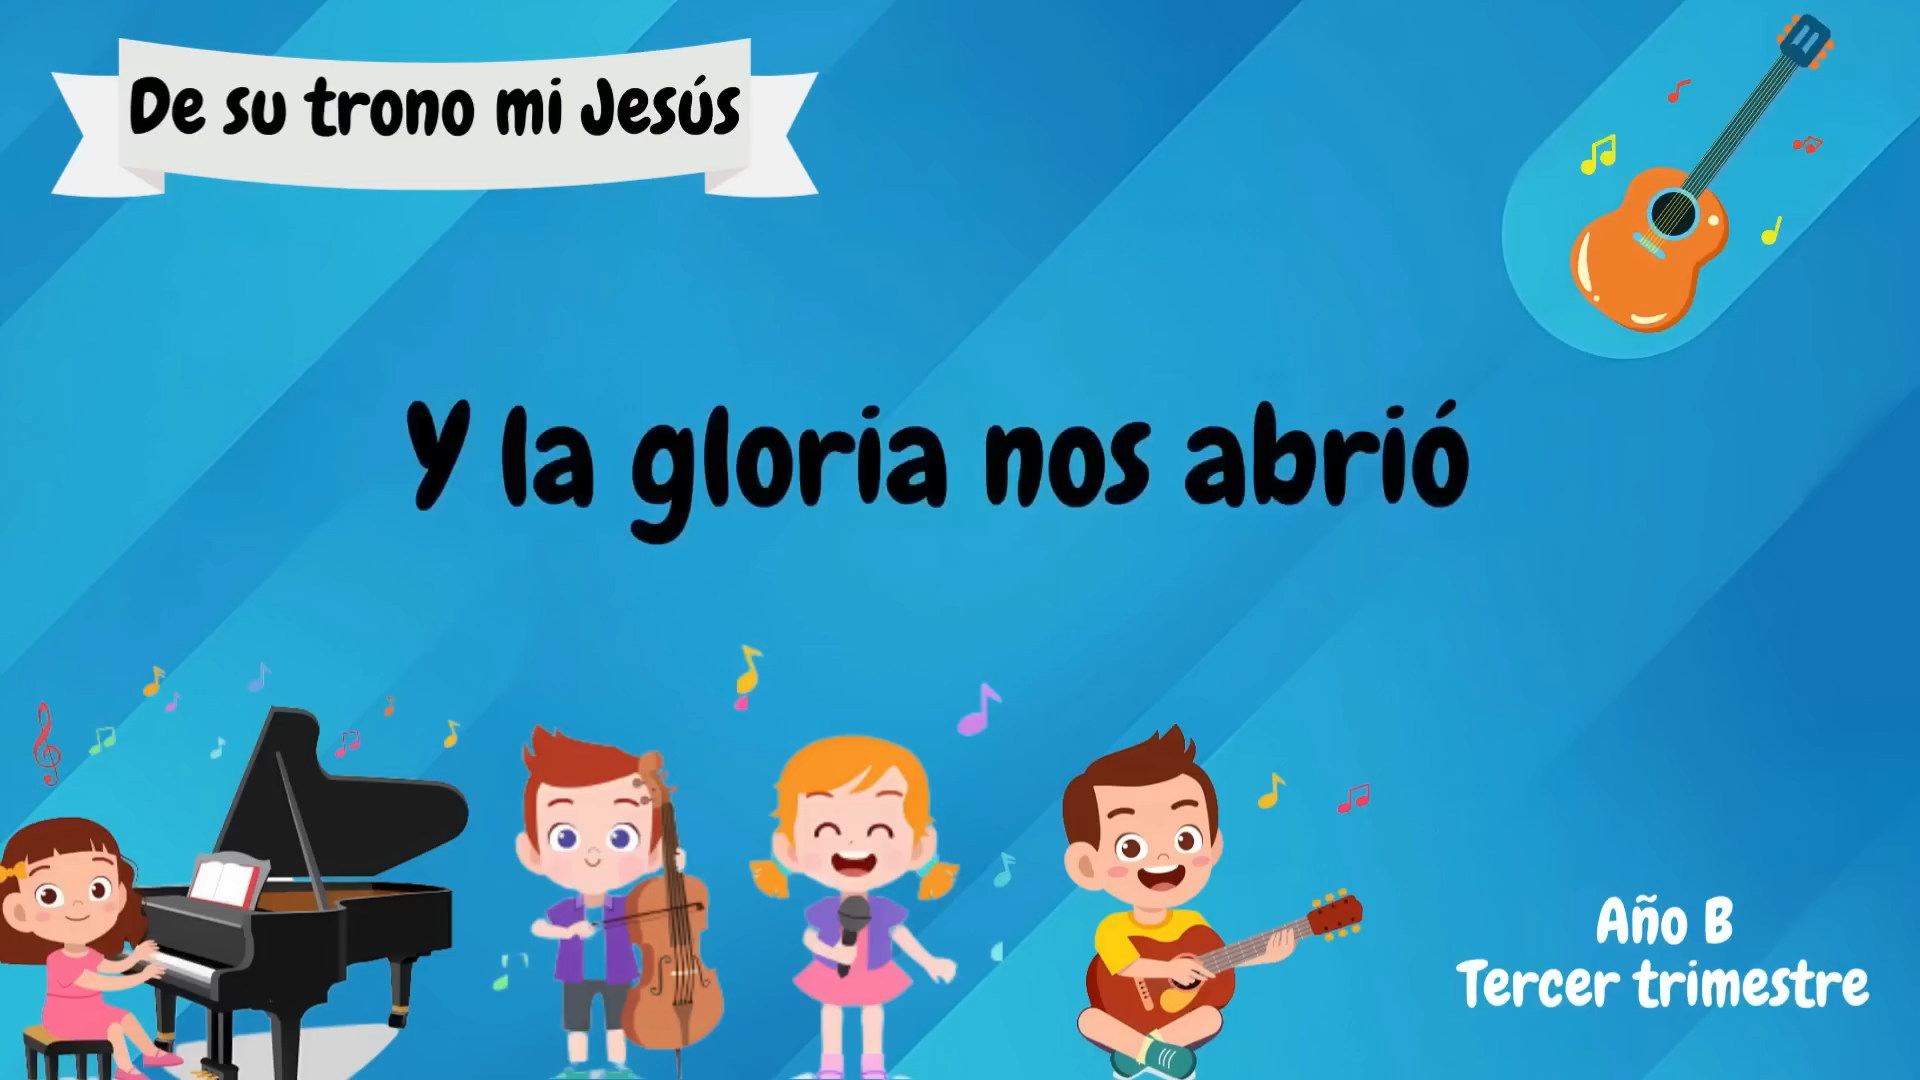 De su trono mi Jesús
Y la gloria nos abrió
Año B
Tercer trimestre